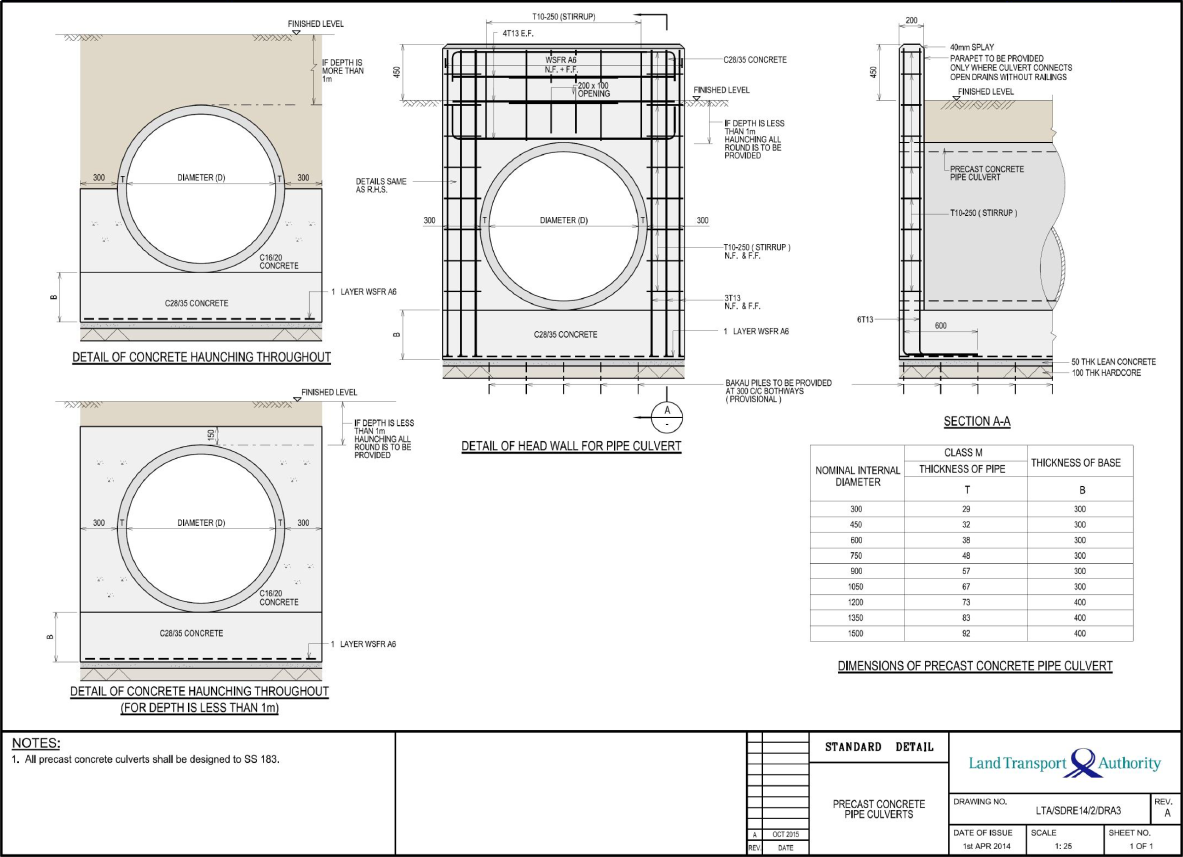 FINISHED LEVEL
IF DEPTH IS
MORE THAN
1m
300
T
DIAMETER (D)
T
300
C16/20
CONCRETE
B
C28/35 CONCRETE
1 LAYER WSFR A6
DETAIL OF CONCRETE HAUNCHING THROUGHOUT
FINISHED LEVEL
150
IF DEPTH IS LESS
THAN 1m
HAUNCHING ALL
ROUND IS TO BE
PROVIDED
300
T
DIAMETER (D)
T
300
C16/20
CONCRETE
B
C28/35 CONCRETE
1 LAYER WSFR A6
DETAIL OF CONCRETE HAUNCHING THROUGHOUT
(FOR DEPTH IS LESS THAN 1m)
T10-250 (STIRRUP)
4T13 E.F.
450
WSFR A6
N.F. + F.F.
C28/35 CONCRETE
200 x 100
OPENING
FINISHED LEVEL
IF DEPTH IS LESS
THAN 1m
HAUNCHING ALL
ROUND IS TO BE
PROVIDED
DETAILS SAME
AS R.H.S.
300
T
DIAMETER (D)
T
300
T10-250 ( STIRRUP )
N.F. & F.F.
3T13
N.F. & F.F.
B
C28/35 CONCRETE
1 LAYER WSFR A6
BAKAU PILES TO BE PROVIDED
AT 300 C/C BOTHWAYS
( PROVISIONAL )
A
-
DETAIL OF HEAD WALL FOR PIPE CULVERT
200
40mm SPLAY
PARAPET TO BE PROVIDED
ONLY WHERE CULVERT CONNECTS
OPEN DRAINS WITHOUT RAILINGS
450
FINISHED LEVEL
PRECAST CONCRETE
PIPE CULVERT
T10-250 ( STIRRUP )
6T13
600
50 THK LEAN CONCRETE
100 THK HARDCORE
SECTION A-A
NOMINAL INTERNAL
DIAMETER
CLASS M
THICKNESS OF PIPE
THICKNESS OF BASE
T B
300 29 300
450 32 300
600 38 300
750 48 300
900 57 300
1050 67 300
1200 73 400
1350 83 400
1500 92 400
DIMENSIONS OF PRECAST CONCRETE PIPE CULVERT
NOTES:
1. All precast concrete culverts shall be designed to SS 183.
A OCT 2015
REV. DATE
STANDARD DETAIL
PRECAST CONCRETE
PIPE CULVERTS
Land Transport Authority
DRAWING NO.
LTA/SDRE14/2/DRA3
REV.
A
DATE OF ISSUE
1st APR 2014
SCALE
1: 25
SHEET NO.
1 OF 1